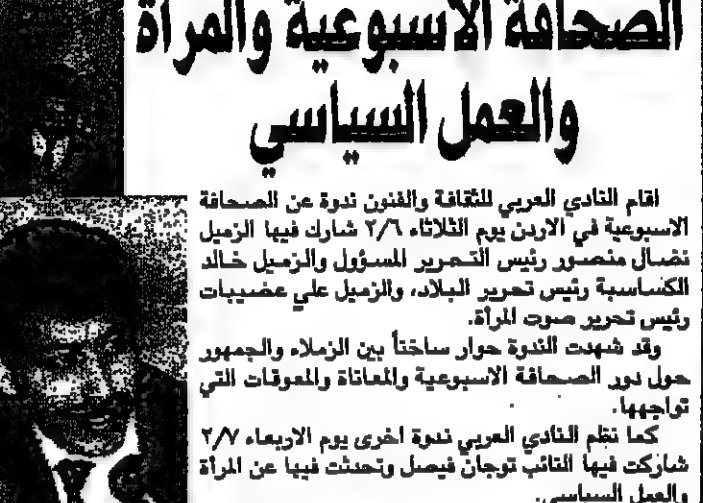 الصحافة الاسبوعية والمرأة
والعمل السياسي
اقام النادي العربي للثقافة والفنون ندوة عن الصحافة
الاسبوعية في الاردن يوم الثلاثاء ٢/٦ شارك فيها الزميل
نضال منصور رئيس التحرير المسؤول والزميل خالد
الكساسبة رئيس تحرير البلاد، والزميل علي عضيبات
رئيس تحرير صوت المرأة.
وقد شهدت الندوة حوار ساخناً بين الزملاء والجمهور
حول دور الصحافة الاسبوعية والمعاناة والمعوقات التي
تواجهها.
كما نظم النادي العربي ندوة اخرى يوم الاربعاء ٢/٧
شاركت فيها النائب توجان فيصل وتحدثت فيها عن المرأة
والعمل السياسي.